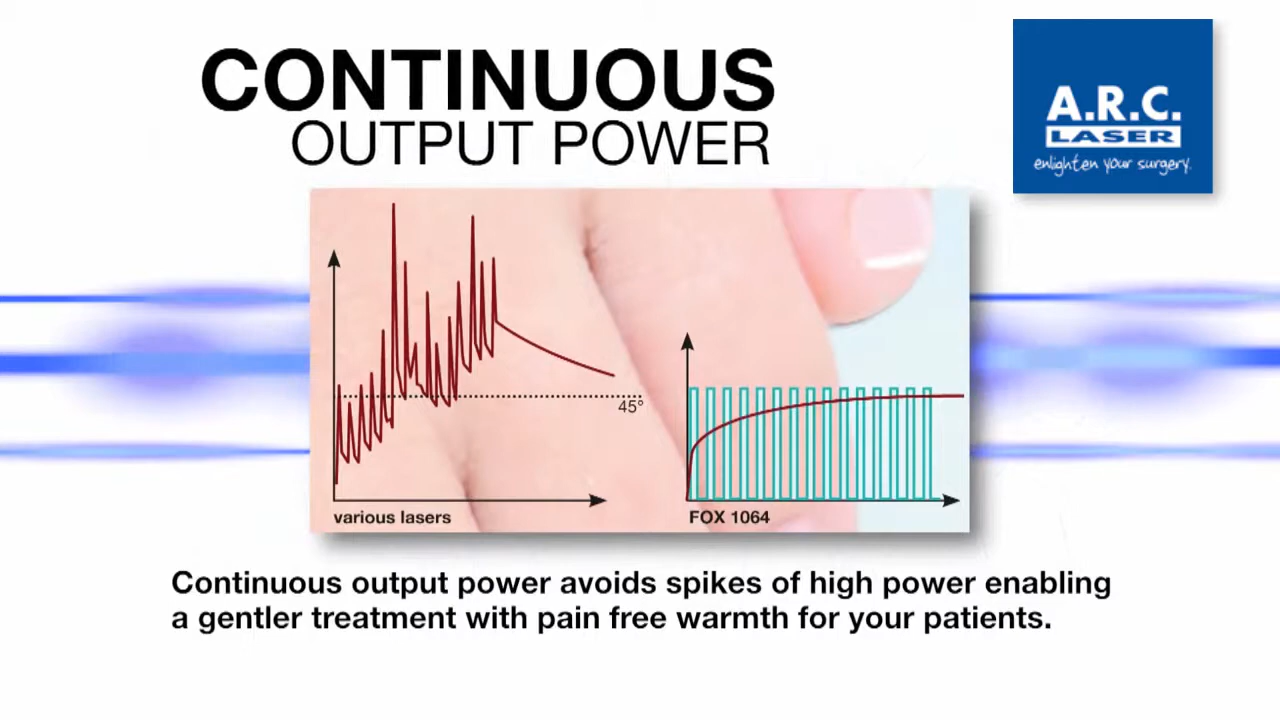 CONTINUOUS
OUTPUT POWER
A.R.C.
LASER
enlighten your surgery.
45°
various lasers
FOX 1064
Continuous output power avoids spikes of high power enabling
a gentler treatment with pain free warmth for your patients.